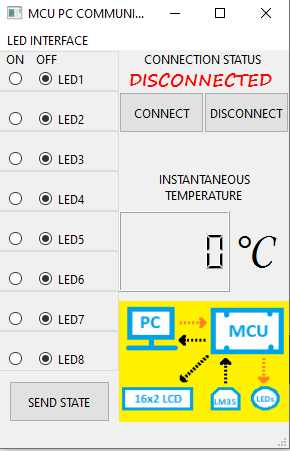 MCU PC COMMUNI...
LED INTERFACE
ON OFF
LED1
LED2
LED3
LED4
LED5
LED6
LED7
LED8
SEND STATE
CONNECTION STATUS
DISCONNECTED
CONNECT DISCONNECT
INSTANTANEOUS
TEMPERATURE
0 °C
PC MCU
16x2 LCD LM35 LEDs